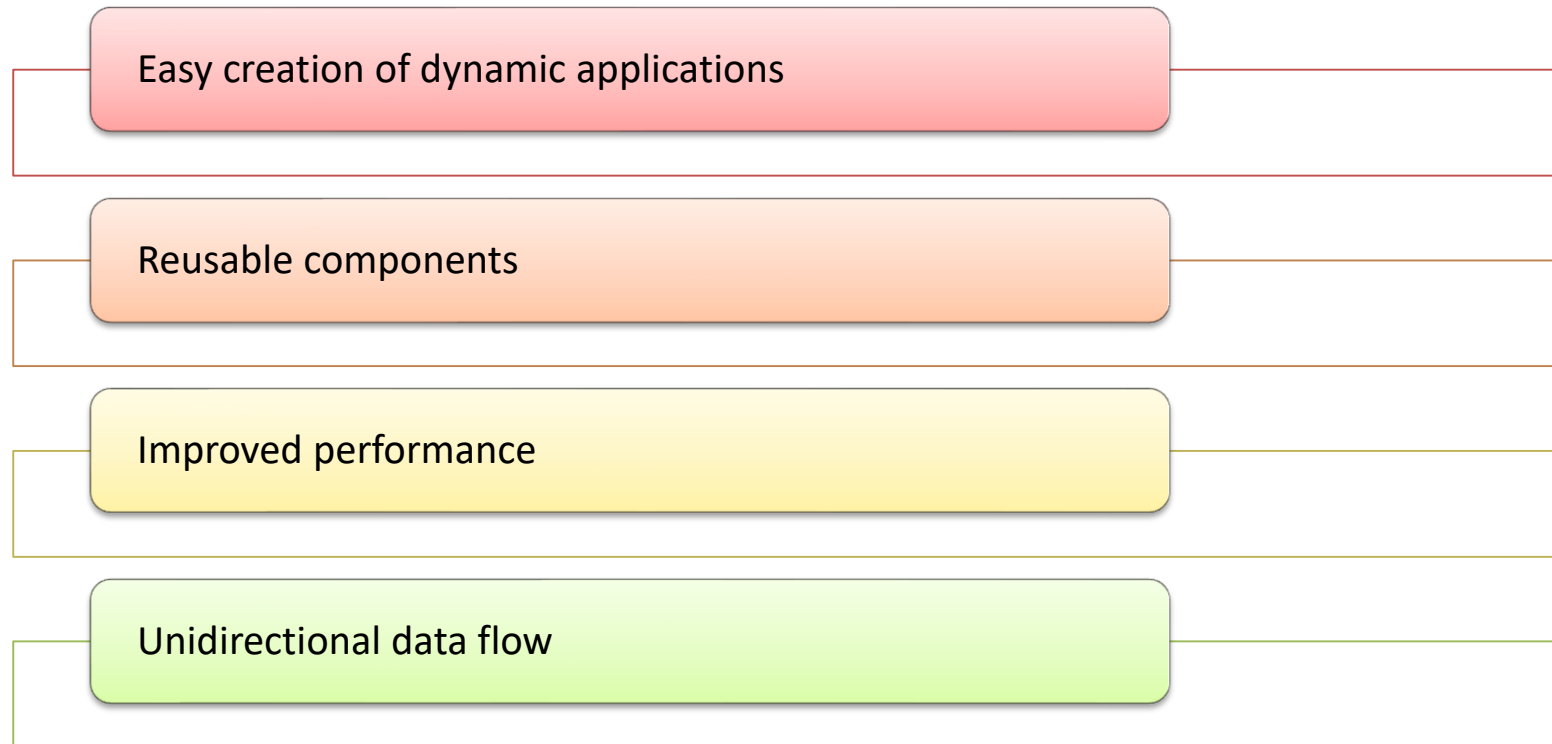 Easy creation of dynamic applications
Reusable components
Improved performance
Unidirectional data flow